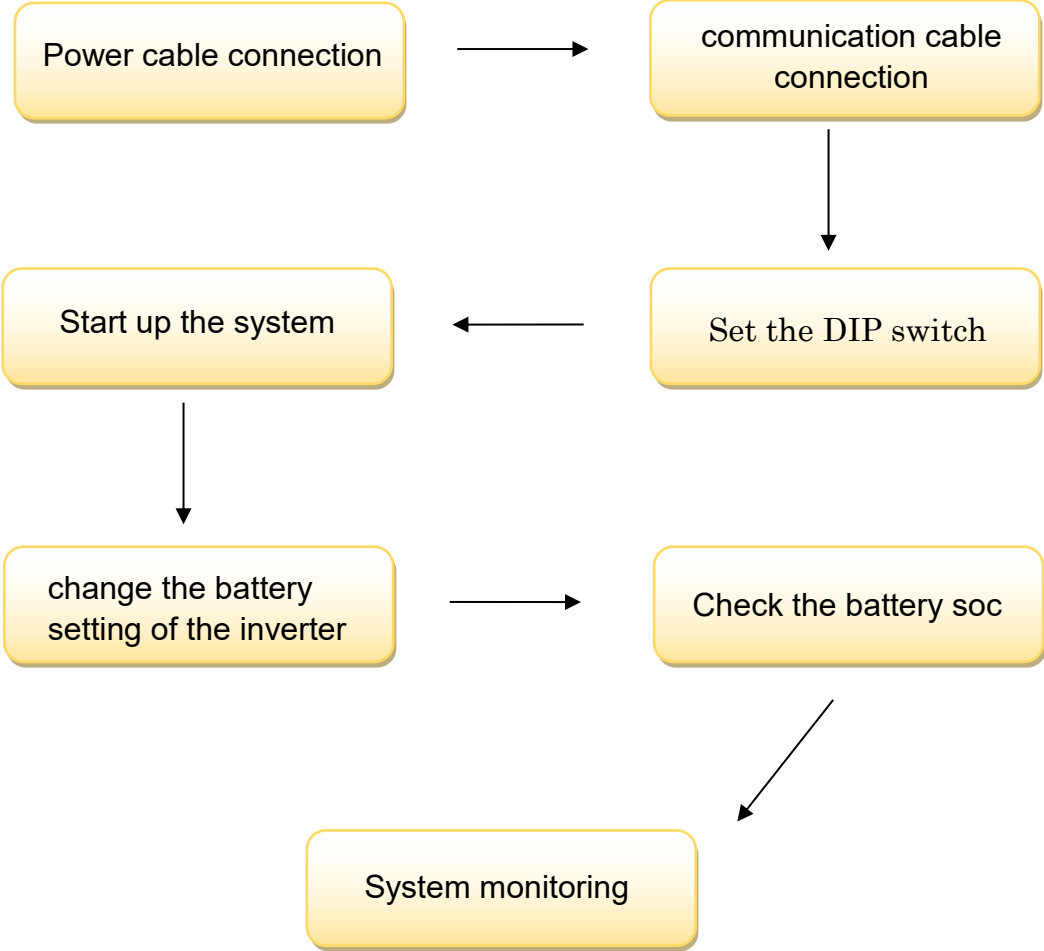 Power cable connection
communication cable
connection
Set the DIP switch
Start up the system
change the battery
setting of the inverter
Check the battery soc
System monitoring